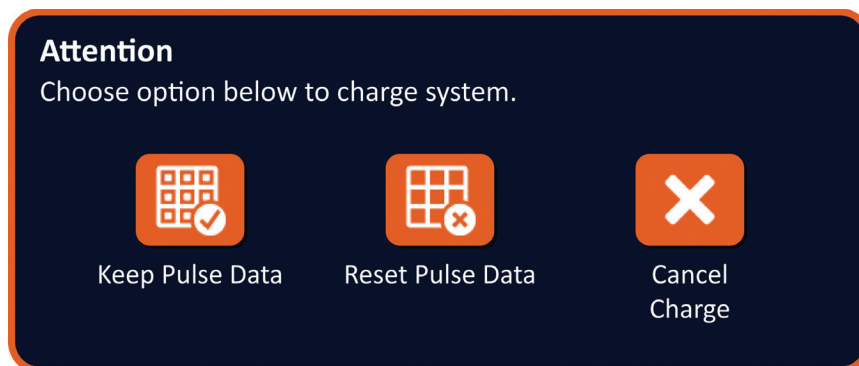 Attention
Choose option below to charge system.
Keep Pulse Data
Reset Pulse Data
Cancel
Charge